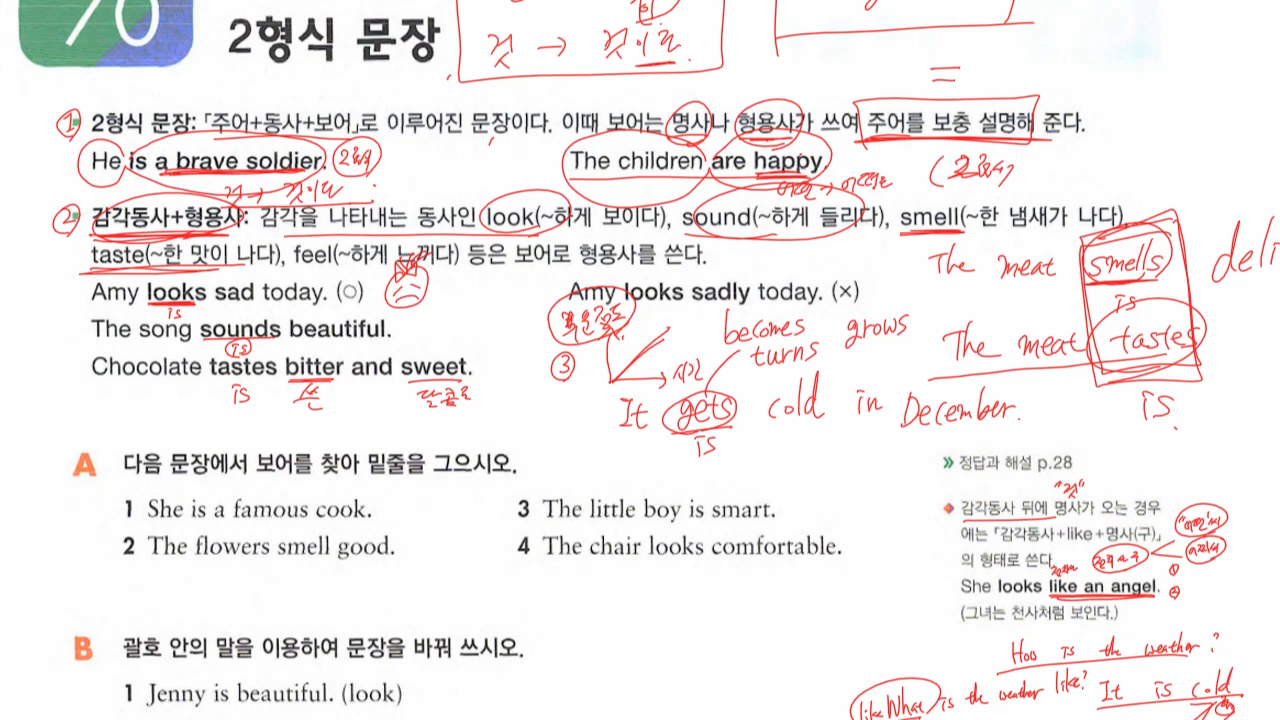 70
2형식 문장
것 → 것이다
=
① 2형식 문장: 「주어+동사+보어」로 이루어진 문장이다. 이때 보어는 명사나 형용사가 쓰여 주어를 보충 설명해 준다.
He is a brave soldier. The children are happy.
것 → 것이다
② 감각동사+형용사: 감각을 나타내는 동사인 look(~하게 보이다), sound(~하게 들리다), smell(~한 냄새가 나다),
taste(~한 맛이 나다), feel(~하게 느끼다) 등은 보어로 형용사를 쓴다.
The meat smells deli
is
Amy looks sad today. (○) Amy looks sadly today. (×)
is
The song sounds beautiful.
is
becomes grows
turns
The meat tastes
is
Chocolate tastes bitter and sweet.
is 쓴 달콤
③ 시간
It gets cold in December.
is
A 다음 문장에서 보어를 찾아 밑줄을 그으시오.
1 She is a famous cook.
2 The flowers smell good.
3 The little boy is smart.
4 The chair looks comfortable.
» 정답과 해설 p.28
"것"
감각동사 뒤에 명사가 오는 경우
에는 「감각동사+like+명사(구)」
의 형태로 쓴다.
She looks like an angel.
(그녀는 천사처럼 보인다.)
① ②
B 괄호 안의 말을 이용하여 문장을 바꿔 쓰시오.
1 Jenny is beautiful. (look)
How is the weather?
like What is the weather like? It is cold